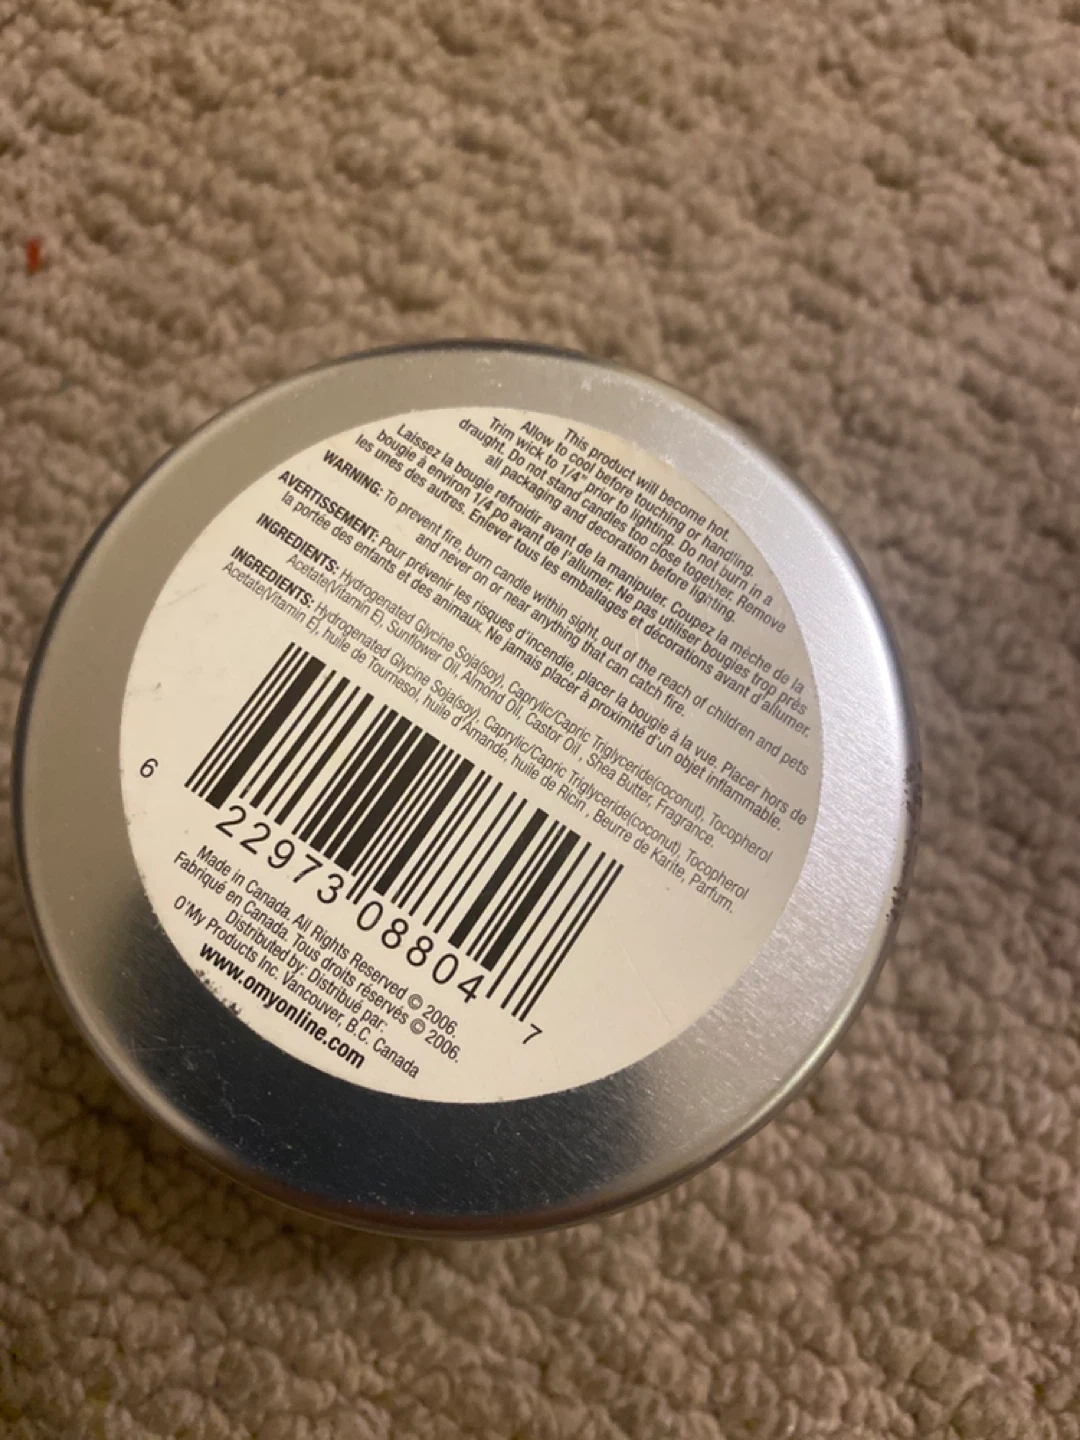 This product will become hot.
Allow to cool before touching or handling.
Trim wick to 1/4" prior to lighting. Do not burn in a
draught. Do not stand candles too close together. Remove
all packaging and decoration before lighting.
Laissez la bougie refroidir avant de la manipuler. Coupez la mèche de la
bougie à environ 1/4 po avant de l'allumer. Ne pas utiliser bougies trop près
les unes des autres. Enlever tous les emballages et décorations avant d'allumer.
WARNING: To prevent fire, burn candle within sight, out of the reach of children and pets
and never on or near anything that can catch fire.
AVERTISSEMENT: Pour prévenir les risques d'incendie, placer la bougie à la vue. Placer hors de
la portée des enfants et des animaux. Ne jamais placer à proximité d'un objet inflammable.
INGREDIENTS: Hydrogenated Glycine Soja(soy), Caprylic/Capric Triglyceride(coconut), Tocopherol
Acetate(Vitamin E), Sunflower Oil, Almond Oil, Castor Oil , Shea Butter, Fragrance.
INGREDIENTS: Hydrogenated Glycine Soja(soy), Caprylic/Capric Triglyceride(coconut), Tocopherol
Acetate(Vitamin E), huile de Tournesol, huile d'Amande, huile de Ricin , Beurre de Karite, Parfum.
6 22973 08804 7
Made in Canada. All Rights Reserved © 2006.
Fabriqué en Canada. Tous droits réservés © 2006.
Distributed by: Distribué par:
O'My Products Inc. Vancouver, B.C. Canada
www.omyonline.com